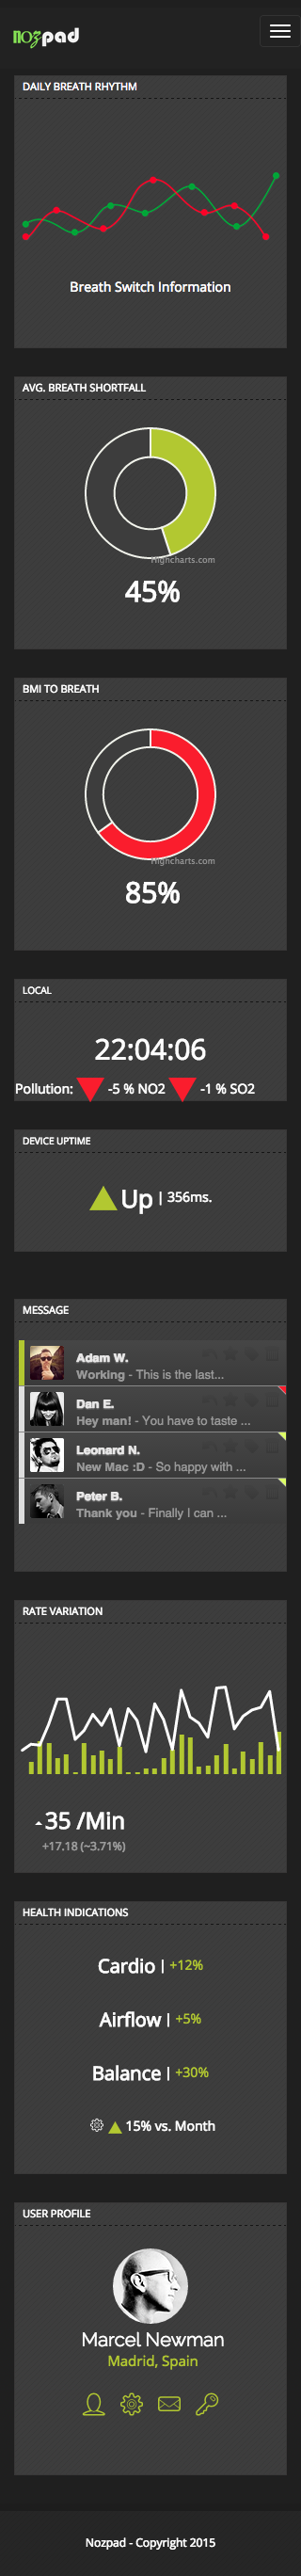 nozpad
DAILY BREATH RHYTHM
Breath Switch Information
AVG. BREATH SHORTFALL
Highcharts.com
45%
BMI TO BREATH
Highcharts.com
85%
LOCAL
22:04:06
Pollution: -5 % NO2 -1 % SO2
DEVICE UPTIME
Up | 356ms.
MESSAGE
Adam W.
Working - This is the last...
Dan E.
Hey man! - You have to taste ...
Leonard N.
New Mac :D - So happy with ...
Peter B.
Thank you - Finally I can ...
RATE VARIATION
35 /Min
+17.18 (~3.71%)
HEALTH INDICATIONS
Cardio | +12%
Airflow | +5%
Balance | +30%
15% vs. Month
USER PROFILE
Marcel Newman
Madrid, Spain
Nozpad - Copyright 2015